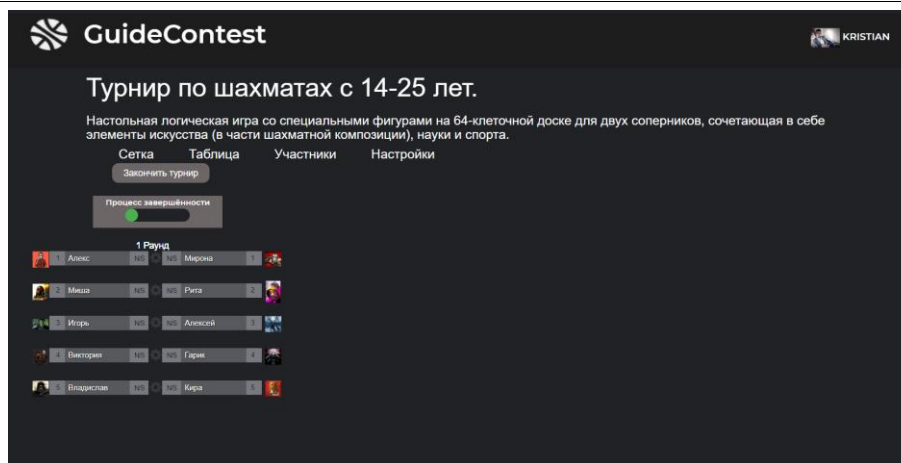 GuideContest
KRISTIAN
Турнир по шахматах с 14-25 лет.
Настольная логическая игра со специальными фигурами на 64-клеточной доске для двух соперников, сочетающая в себе
элементы искусства (в части шахматной композиции), науки и спорта.
Сетка Таблица Участники Настройки
Закончить турнир
Процесс завершённости
1 Раунд
1 Алекс NS NS Мирона 1
2 Миша NS NS Рита 2
3 Игорь NS NS Алексей 3
4 Виктория NS NS Гарик 4
5 Владислав NS NS Кира 5